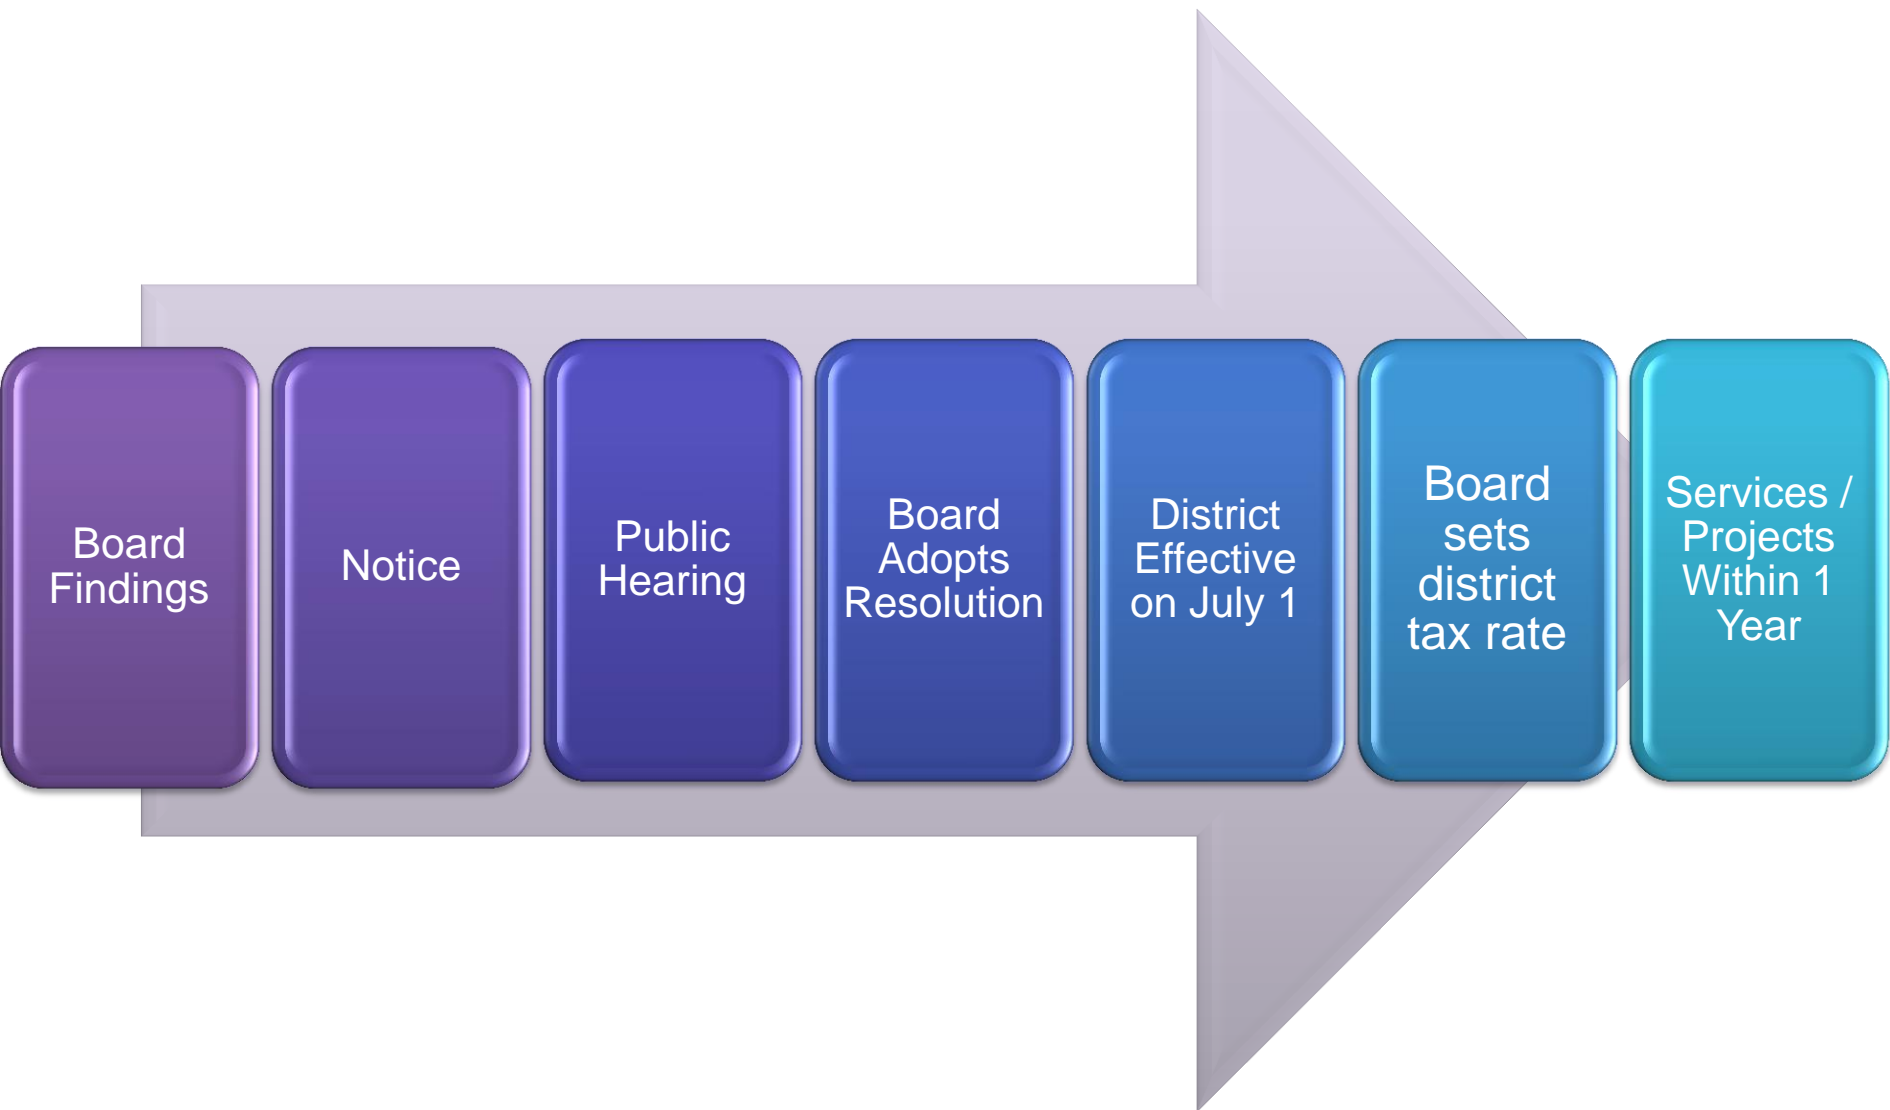 Board
Findings
Notice
Public
Hearing
Board
Adopts
Resolution
District
Effective
on July 1
Board
sets
district
tax rate
Services /
Projects
Within 1
Year